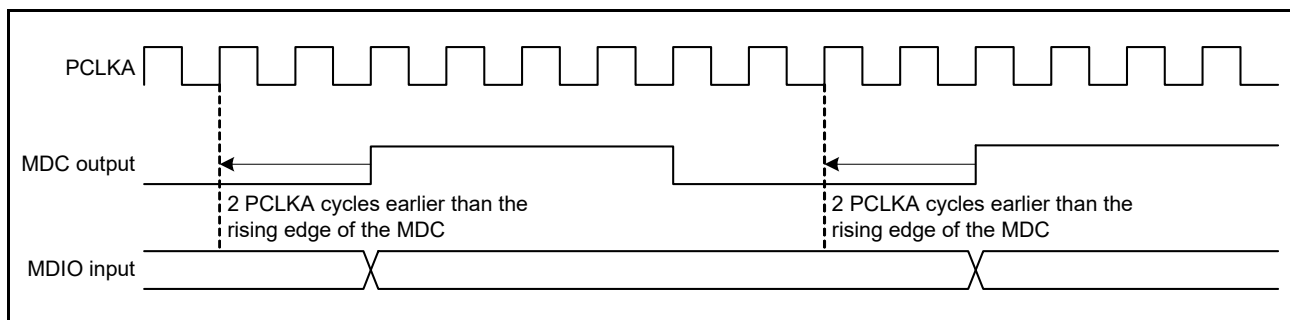 PCLKA
MDC output
2 PCLKA cycles earlier than the
rising edge of the MDC
2 PCLKA cycles earlier than the
rising edge of the MDC
MDIO input